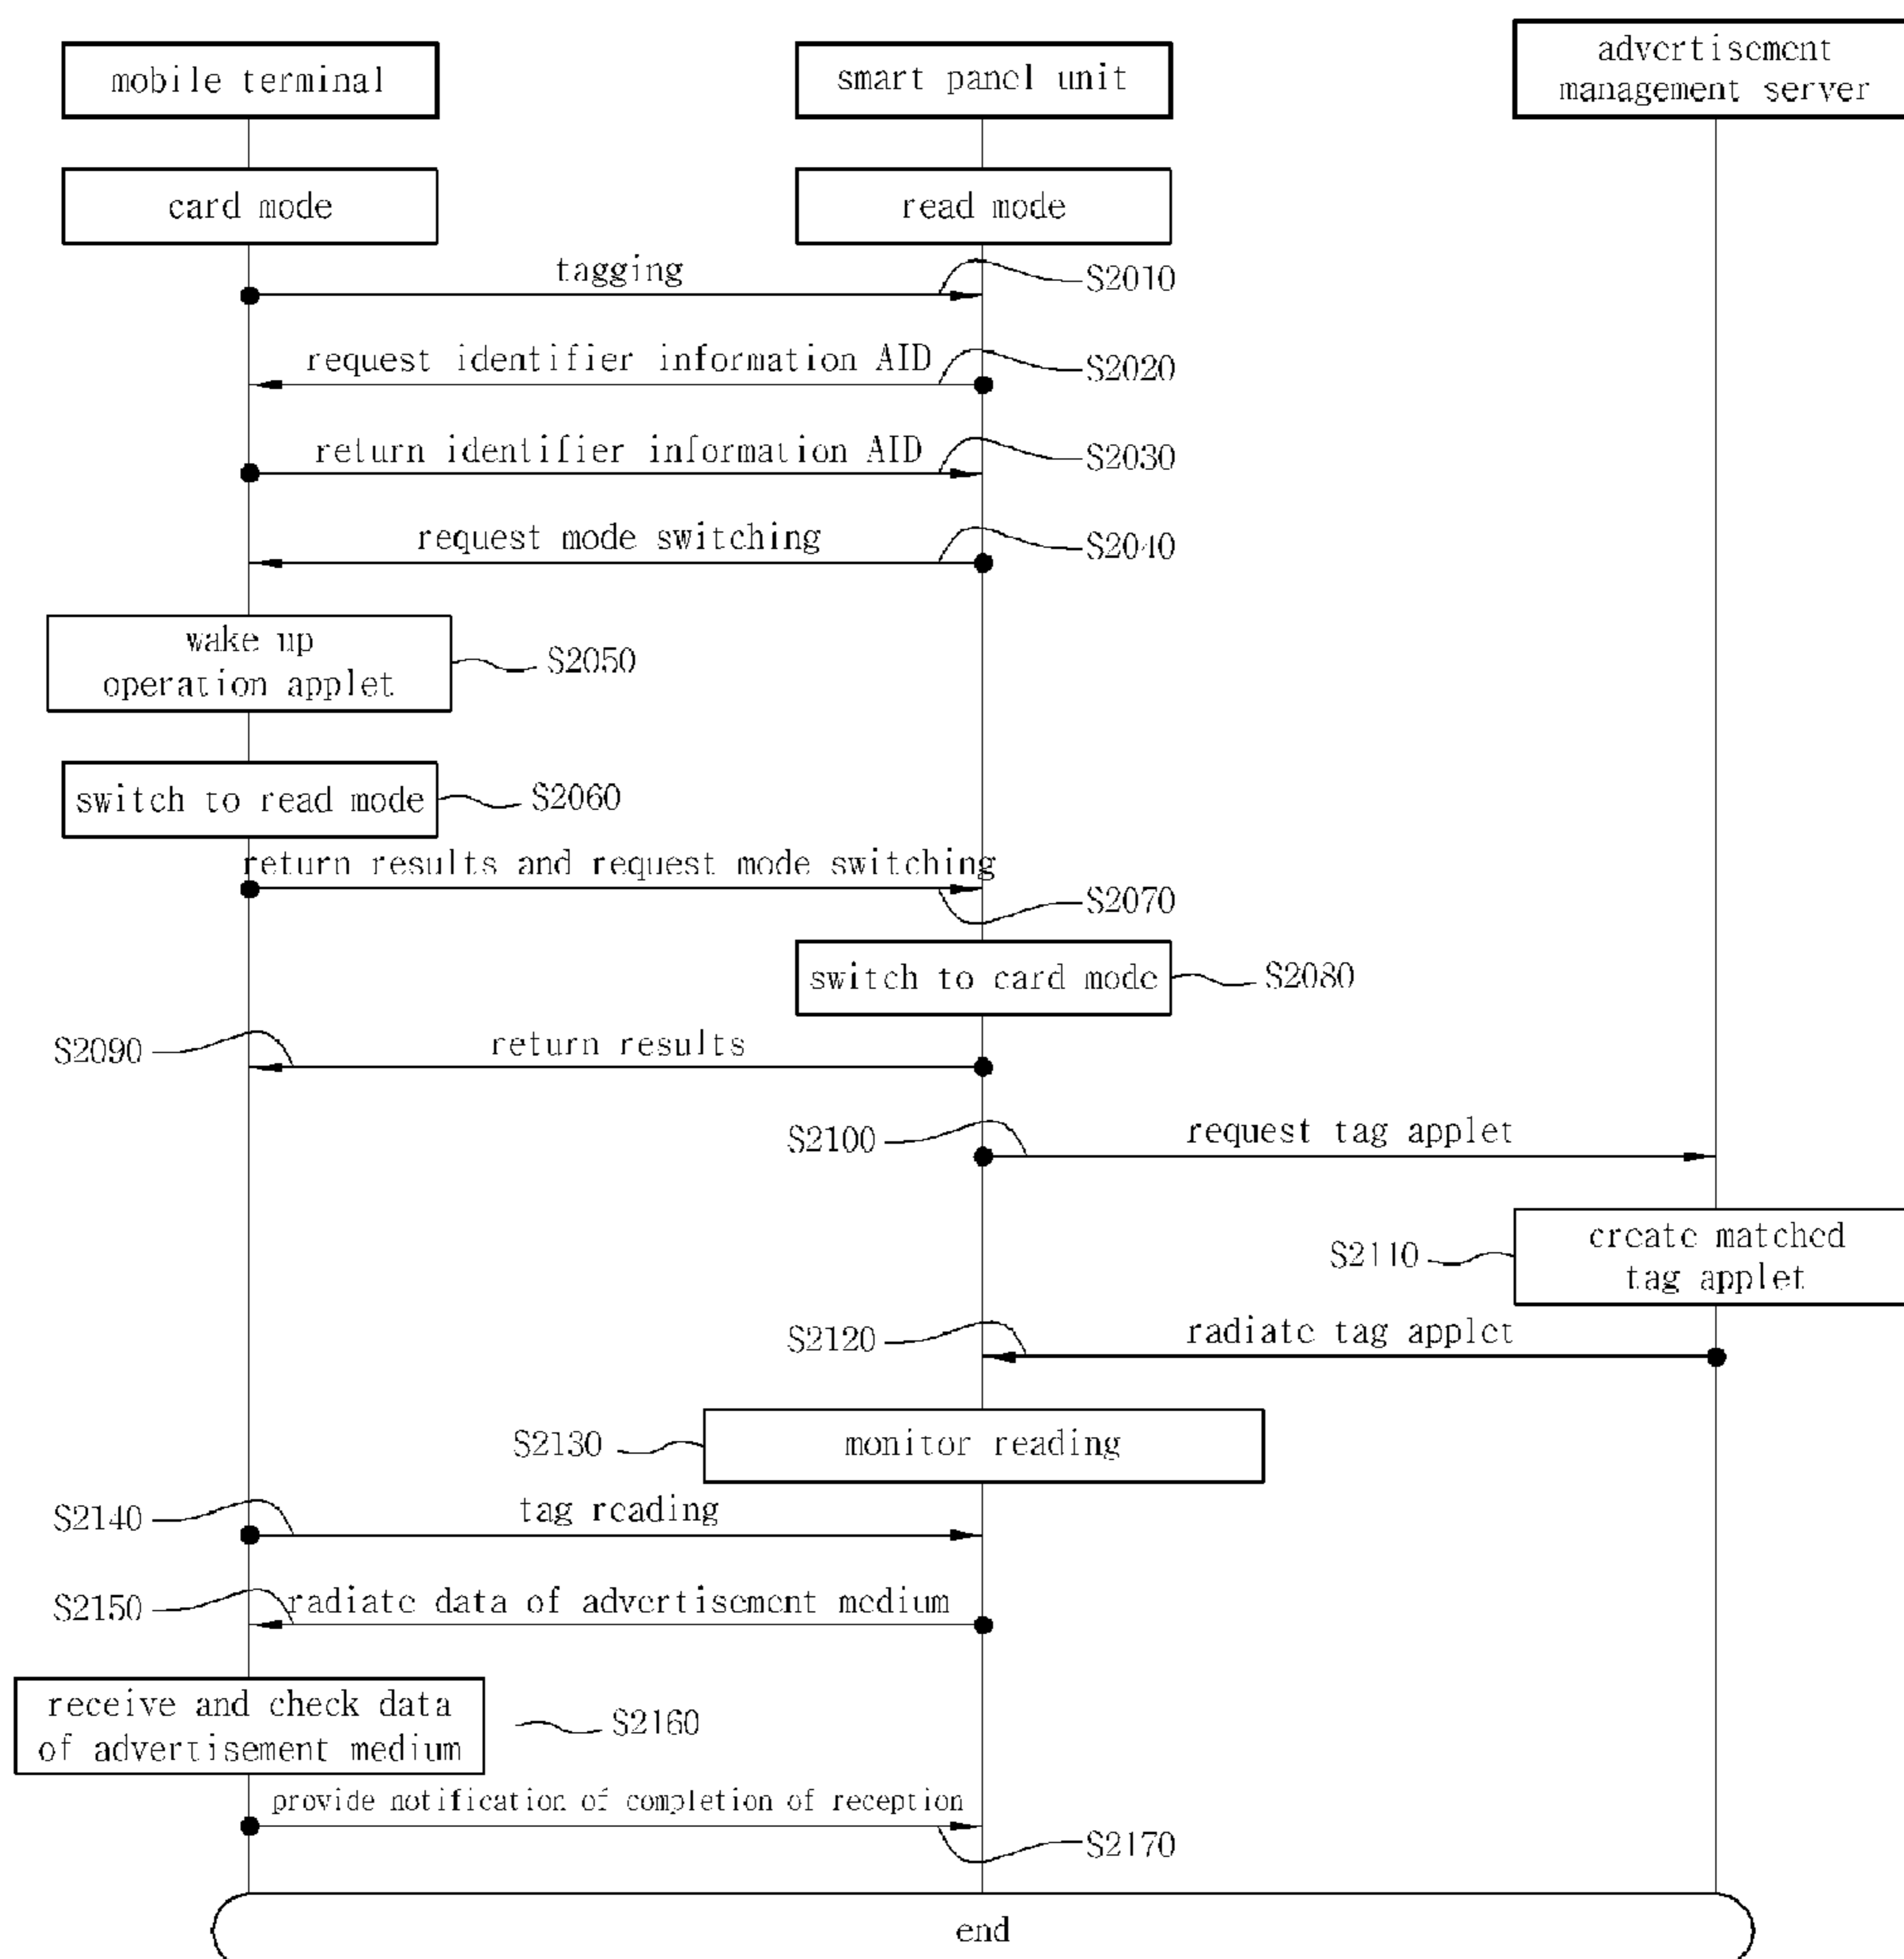 mobile terminal
smart panel unit
advertisement
management server
card mode
read mode
tagging
S2010
request identifier information AID
S2020
return identifier information AID
S2030
request mode switching
S2040
wake up
operation applet
S2050
switch to read mode
S2060
return results and request mode switching
S2070
switch to card mode
S2080
S2090
return results
S2100
request tag applet
S2110
create matched
tag applet
S2120
radiate tag applet
S2130
monitor reading
S2140
tag reading
S2150
radiate data of advertisement medium
receive and check data
of advertisement medium
S2160
provide notification of completion of reception
S2170
end